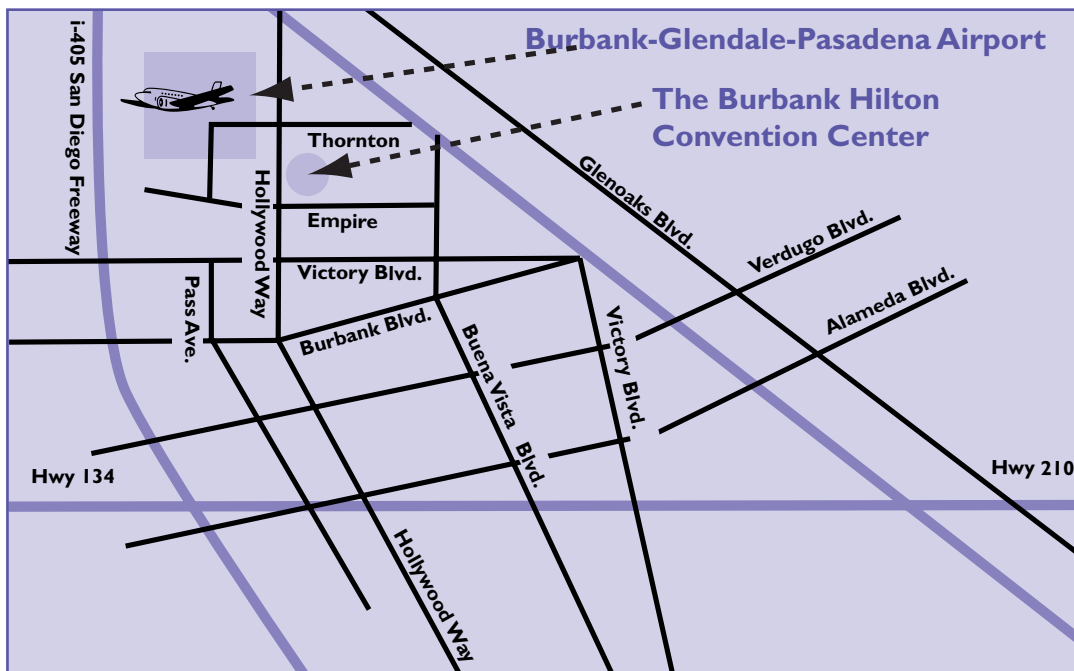 i-405 San Diego Freeway
Burbank-Glendale-Pasadena Airport
The Burbank Hilton
Convention Center
Thornton
Hollywood Way
Empire
Glenoaks Blvd.
Verdugo Blvd.
Victory Blvd.
Pass Ave.
Alameda Blvd.
Burbank Blvd.
Buena Vista Blvd.
Victory Blvd.
Hwy 134
Hwy 210
Hollywood Way